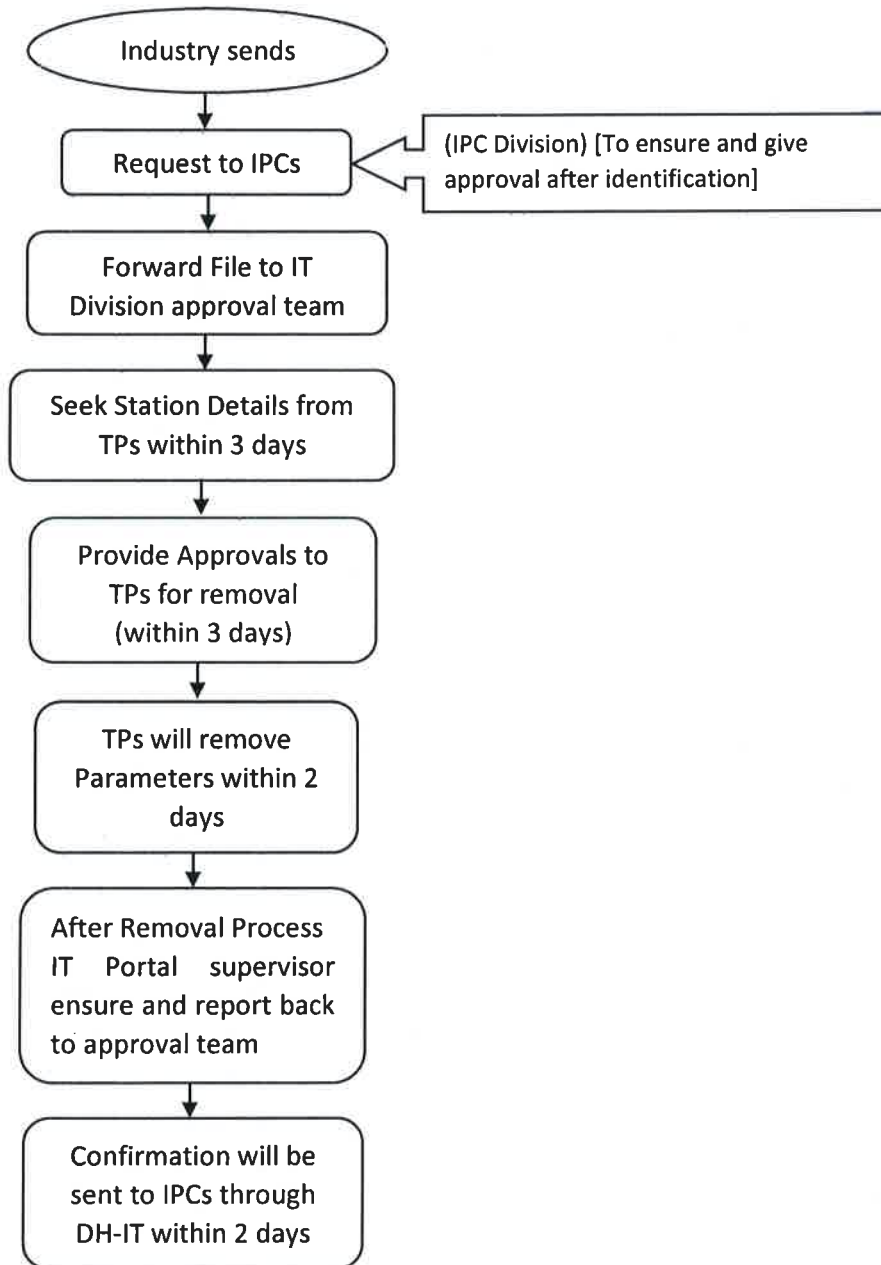 Industry sends
Request to IPCs
(IPC Division) [To ensure and give
approval after identification]
Forward File to IT
Division approval team
Seek Station Details from
TPs within 3 days
Provide Approvals to
TPs for removal
(within 3 days)
TPs will remove
Parameters within 2
days
After Removal Process
IT Portal supervisor
ensure and report back
to approval team
Confirmation will be
sent to IPCs through
DH-IT within 2 days